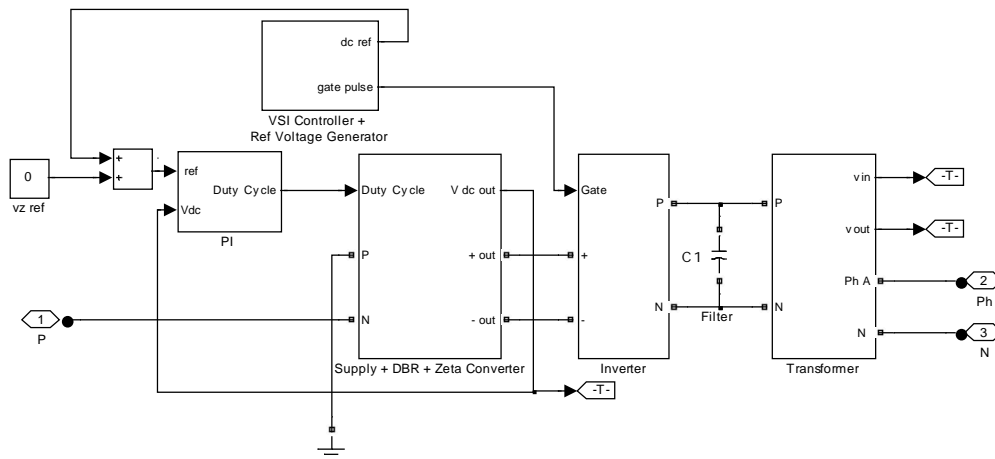 dc ref
gate pulse
VSI Controller +
Ref Voltage Generator
+
+
0
vz ref
ref
Duty Cycle
Vdc
PI
Duty Cycle
V dc out
P
+ out
N
- out
Supply + DBR + Zeta Converter
1
P
-T-
Gate
P
+
N
-
Inverter
C1
Filter
vin
P
vout
Ph A
N
N
Transformer
-T-
-T-
2
Ph
3
N